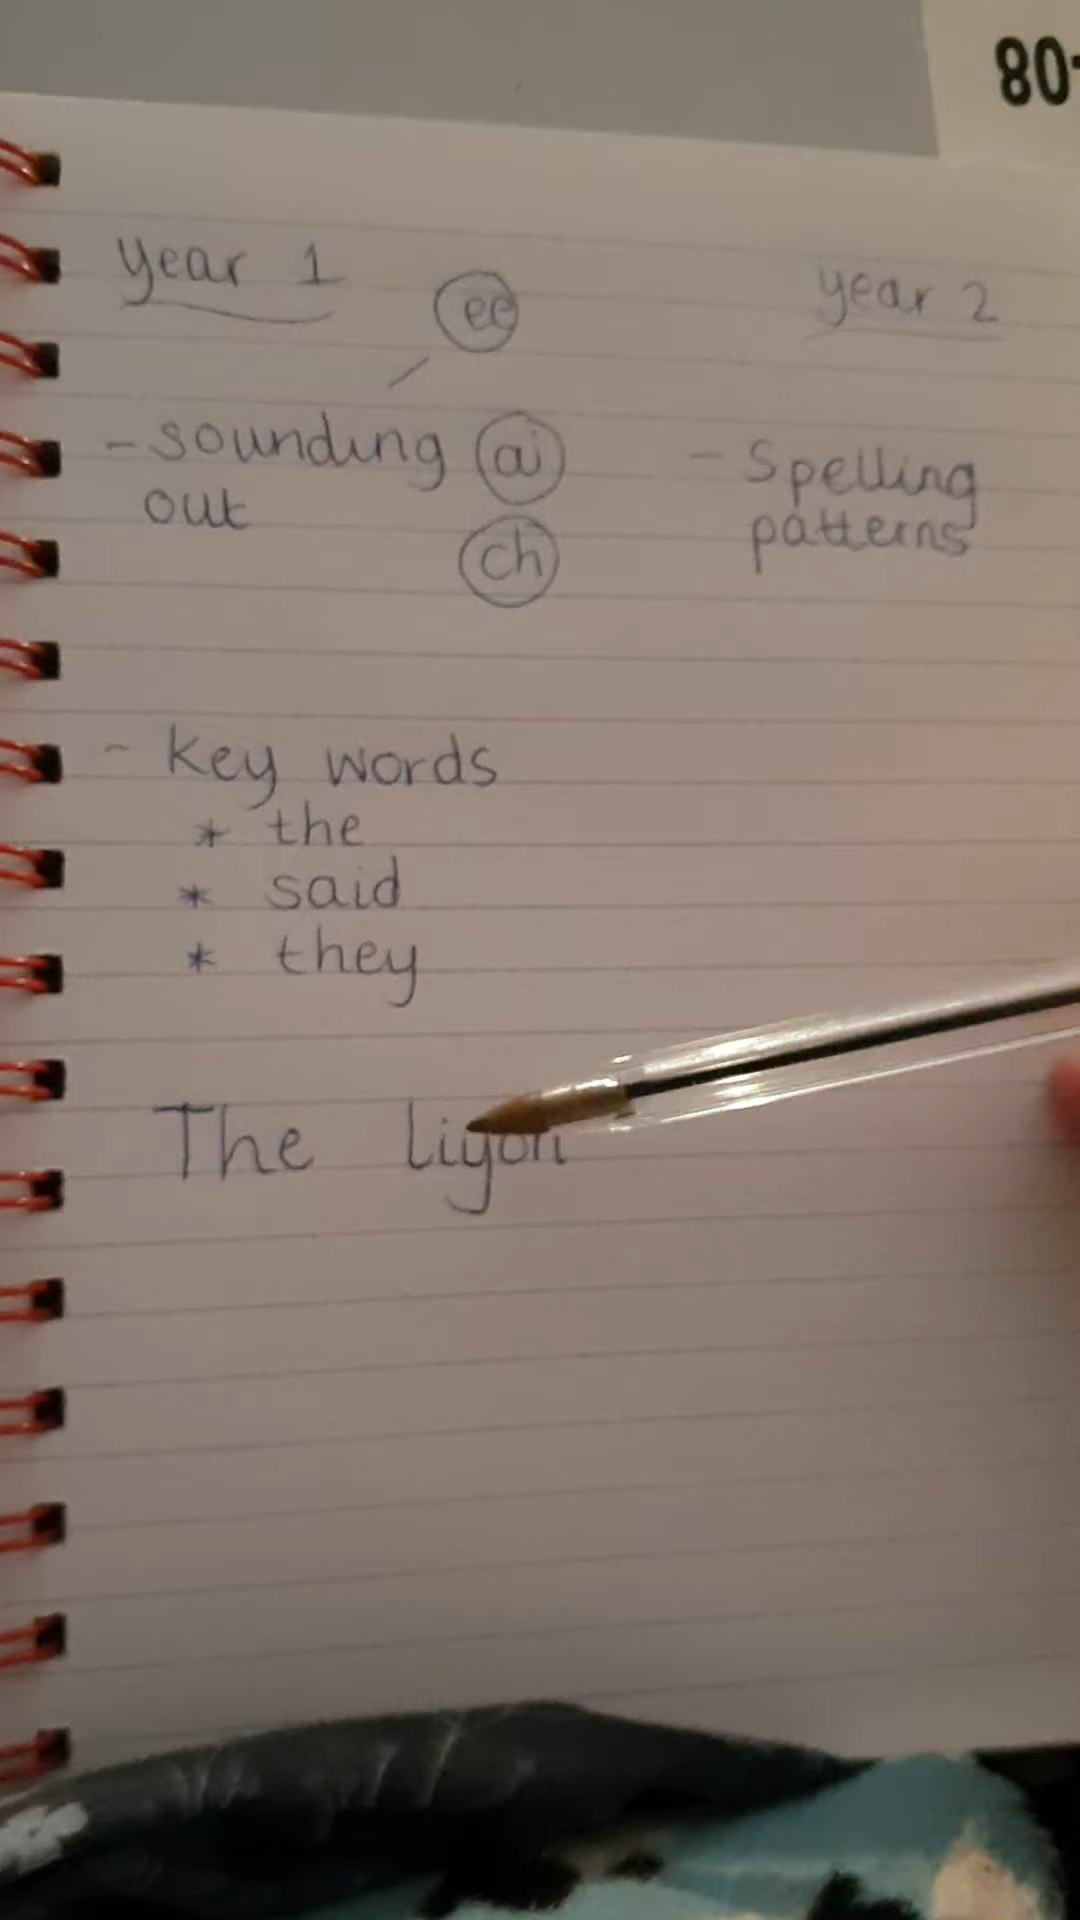 80-
year 1
year 2
ee
- sounding ai
out
ch
- Spelling
patterns
- key words
* the
* said
* they
The liyon